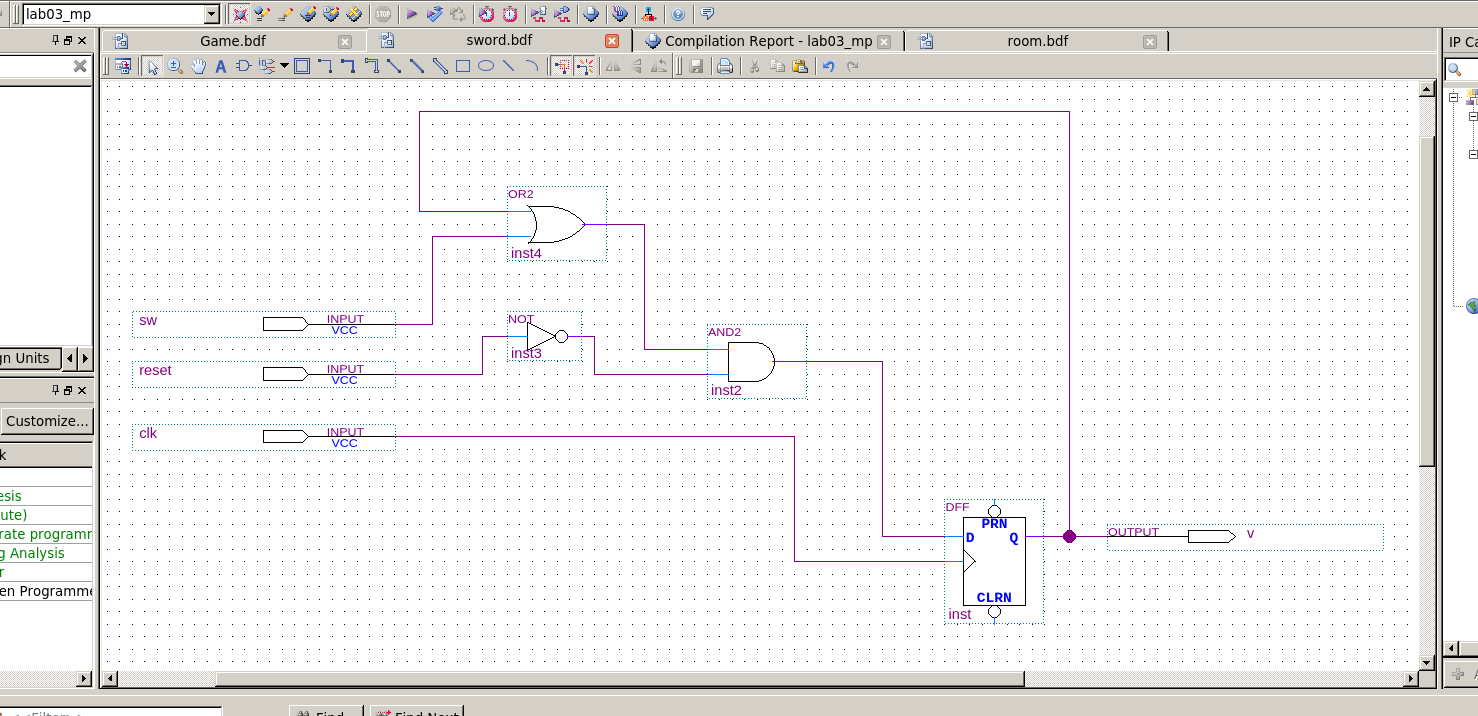 lab03_mp
STOP
Game.bdf
sword.bdf
Compilation Report - lab03_mp
room.bdf
IP Ca
A
OR2
inst4
sw
INPUT
VCC
NOT
inst3
reset
INPUT
VCC
AND2
inst2
clk
INPUT
VCC
DFF
PRN
D
Q
CLRN
inst
OUTPUT
v
gn Units
Customize...
k
esis
ute)
rate programm
g Analysis
r
en Programme
Find...
Find Next